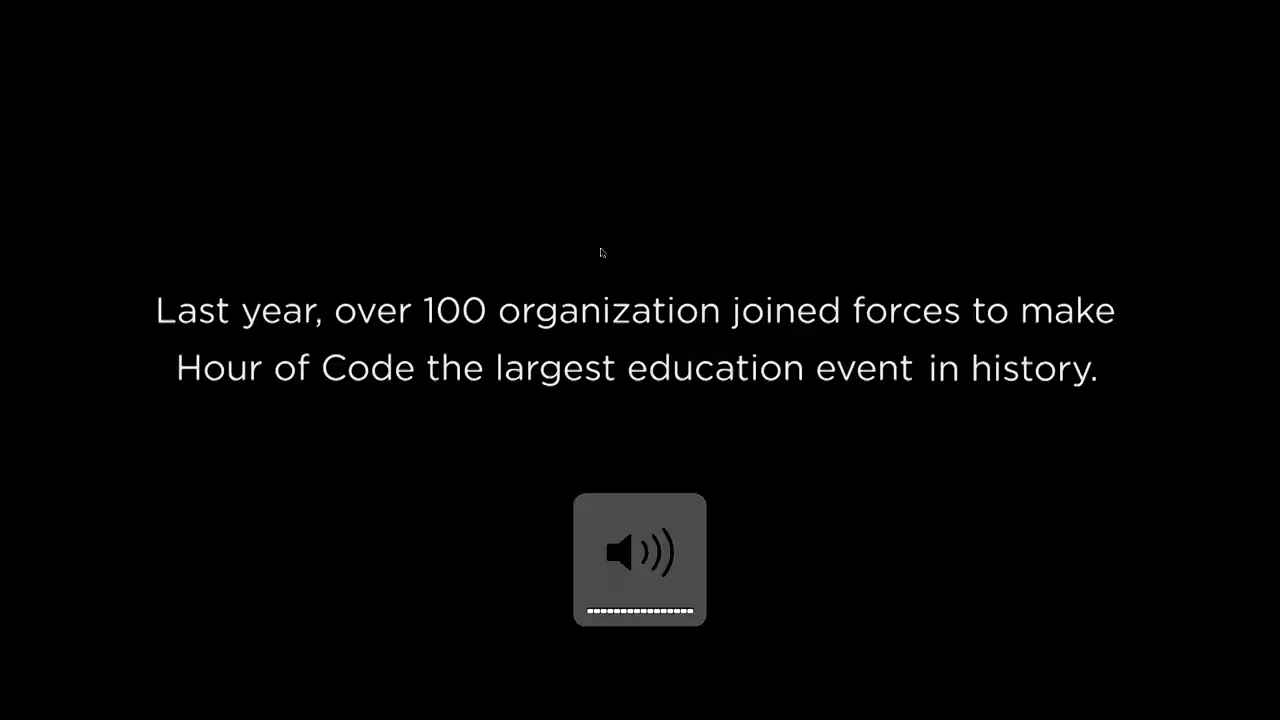 Last year, over 100 organization joined forces to make
Hour of Code the largest education event in history.